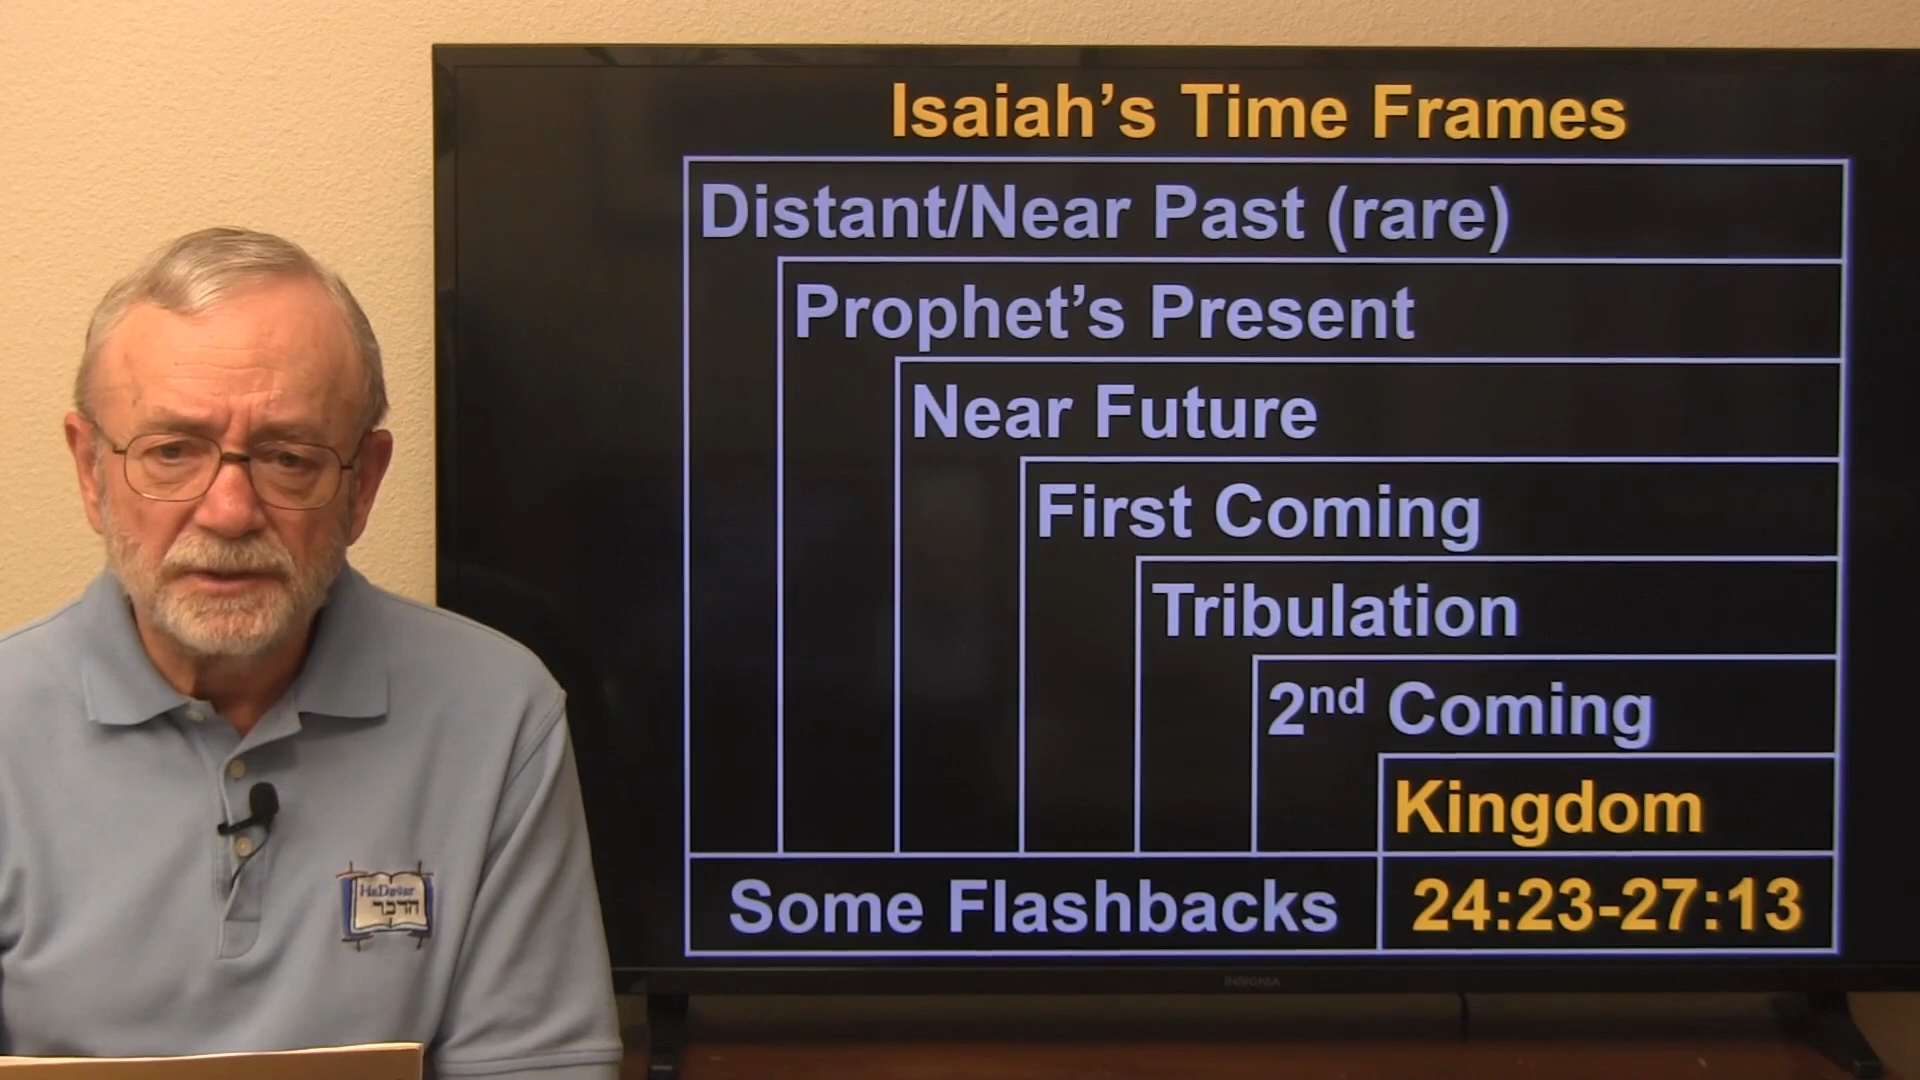 Isaiah’s Time Frames
Distant/Near Past (rare)
Prophet’s Present
Near Future
First Coming
Tribulation
2nd Coming
Kingdom
Some Flashbacks
24:23-27:13
HaDavar
הדבר
INSIGNIA